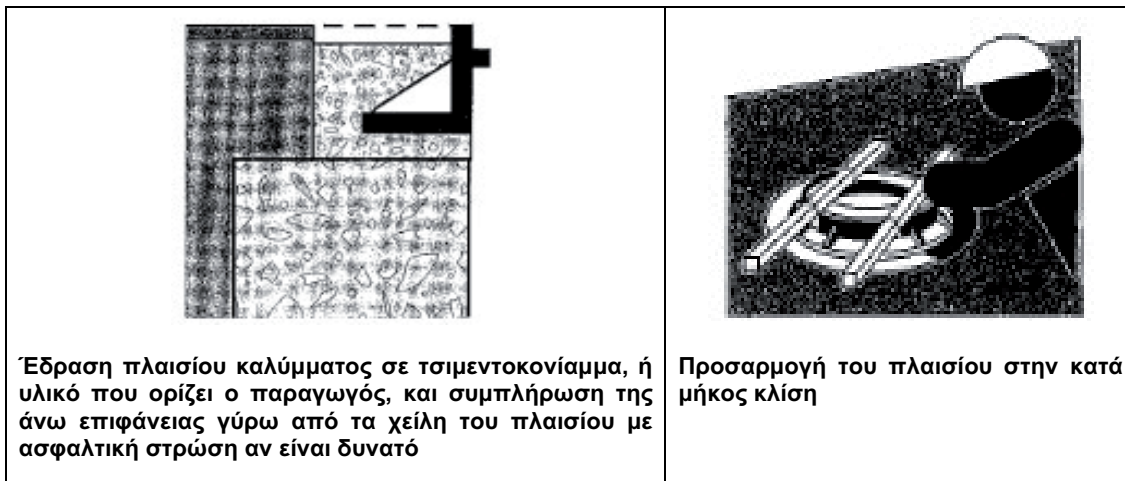 Έδραση πλαισίου καλύμματος σε τσιμεντοκονίαμμα, ή
υλικό που ορίζει ο παραγωγός, και συμπλήρωση της
άνω επιφάνειας γύρω από τα χείλη του πλαισίου με
ασφαλτική στρώση αν είναι δυνατό
Προσαρμογή του πλαισίου στην κατά
μήκος κλίση